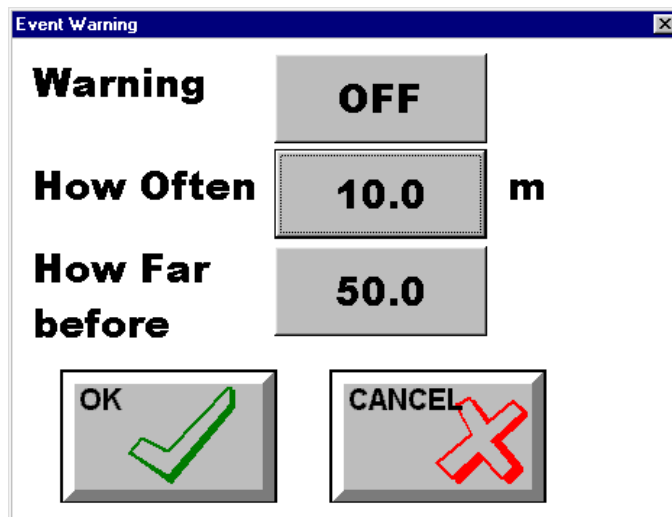 Event Warning
Warning
OFF
How Often
10.0
m
How Far
before
50.0
OK
CANCEL